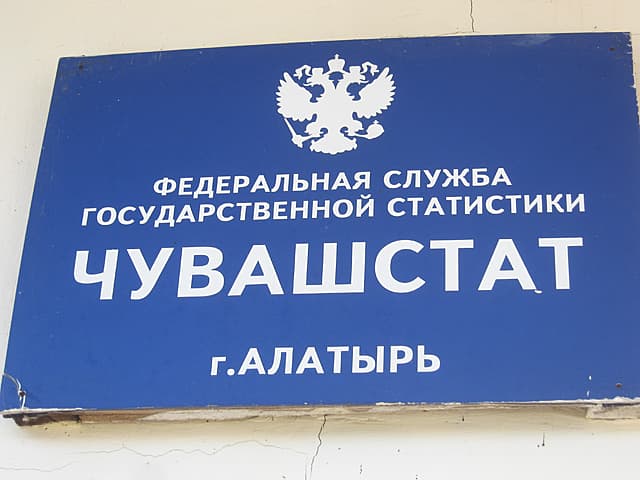 ФЕДЕРАЛЬНАЯ СЛУЖБА
ГОСУДАРСТВЕННОЙ СТАТИСТИКИ
ЧУВАШСТАТ
г.АЛАТЫРЬ